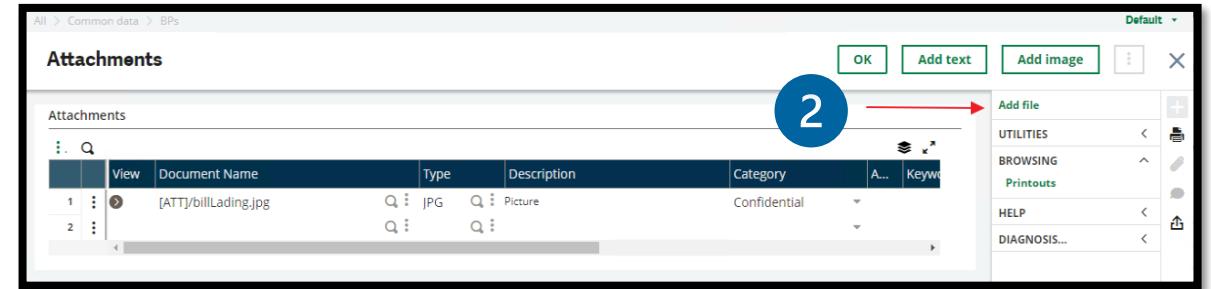 All > Common data > BPs
Default
Attachments
OK
Add text
Add image
2
Add file
Attachments
UTILITIES
BROWSING
Printouts
HELP
DIAGNOSIS...
View Document Name Type Description Category A... Keywo
1 [ATT]/billLading.jpg JPG Picture Confidential
2